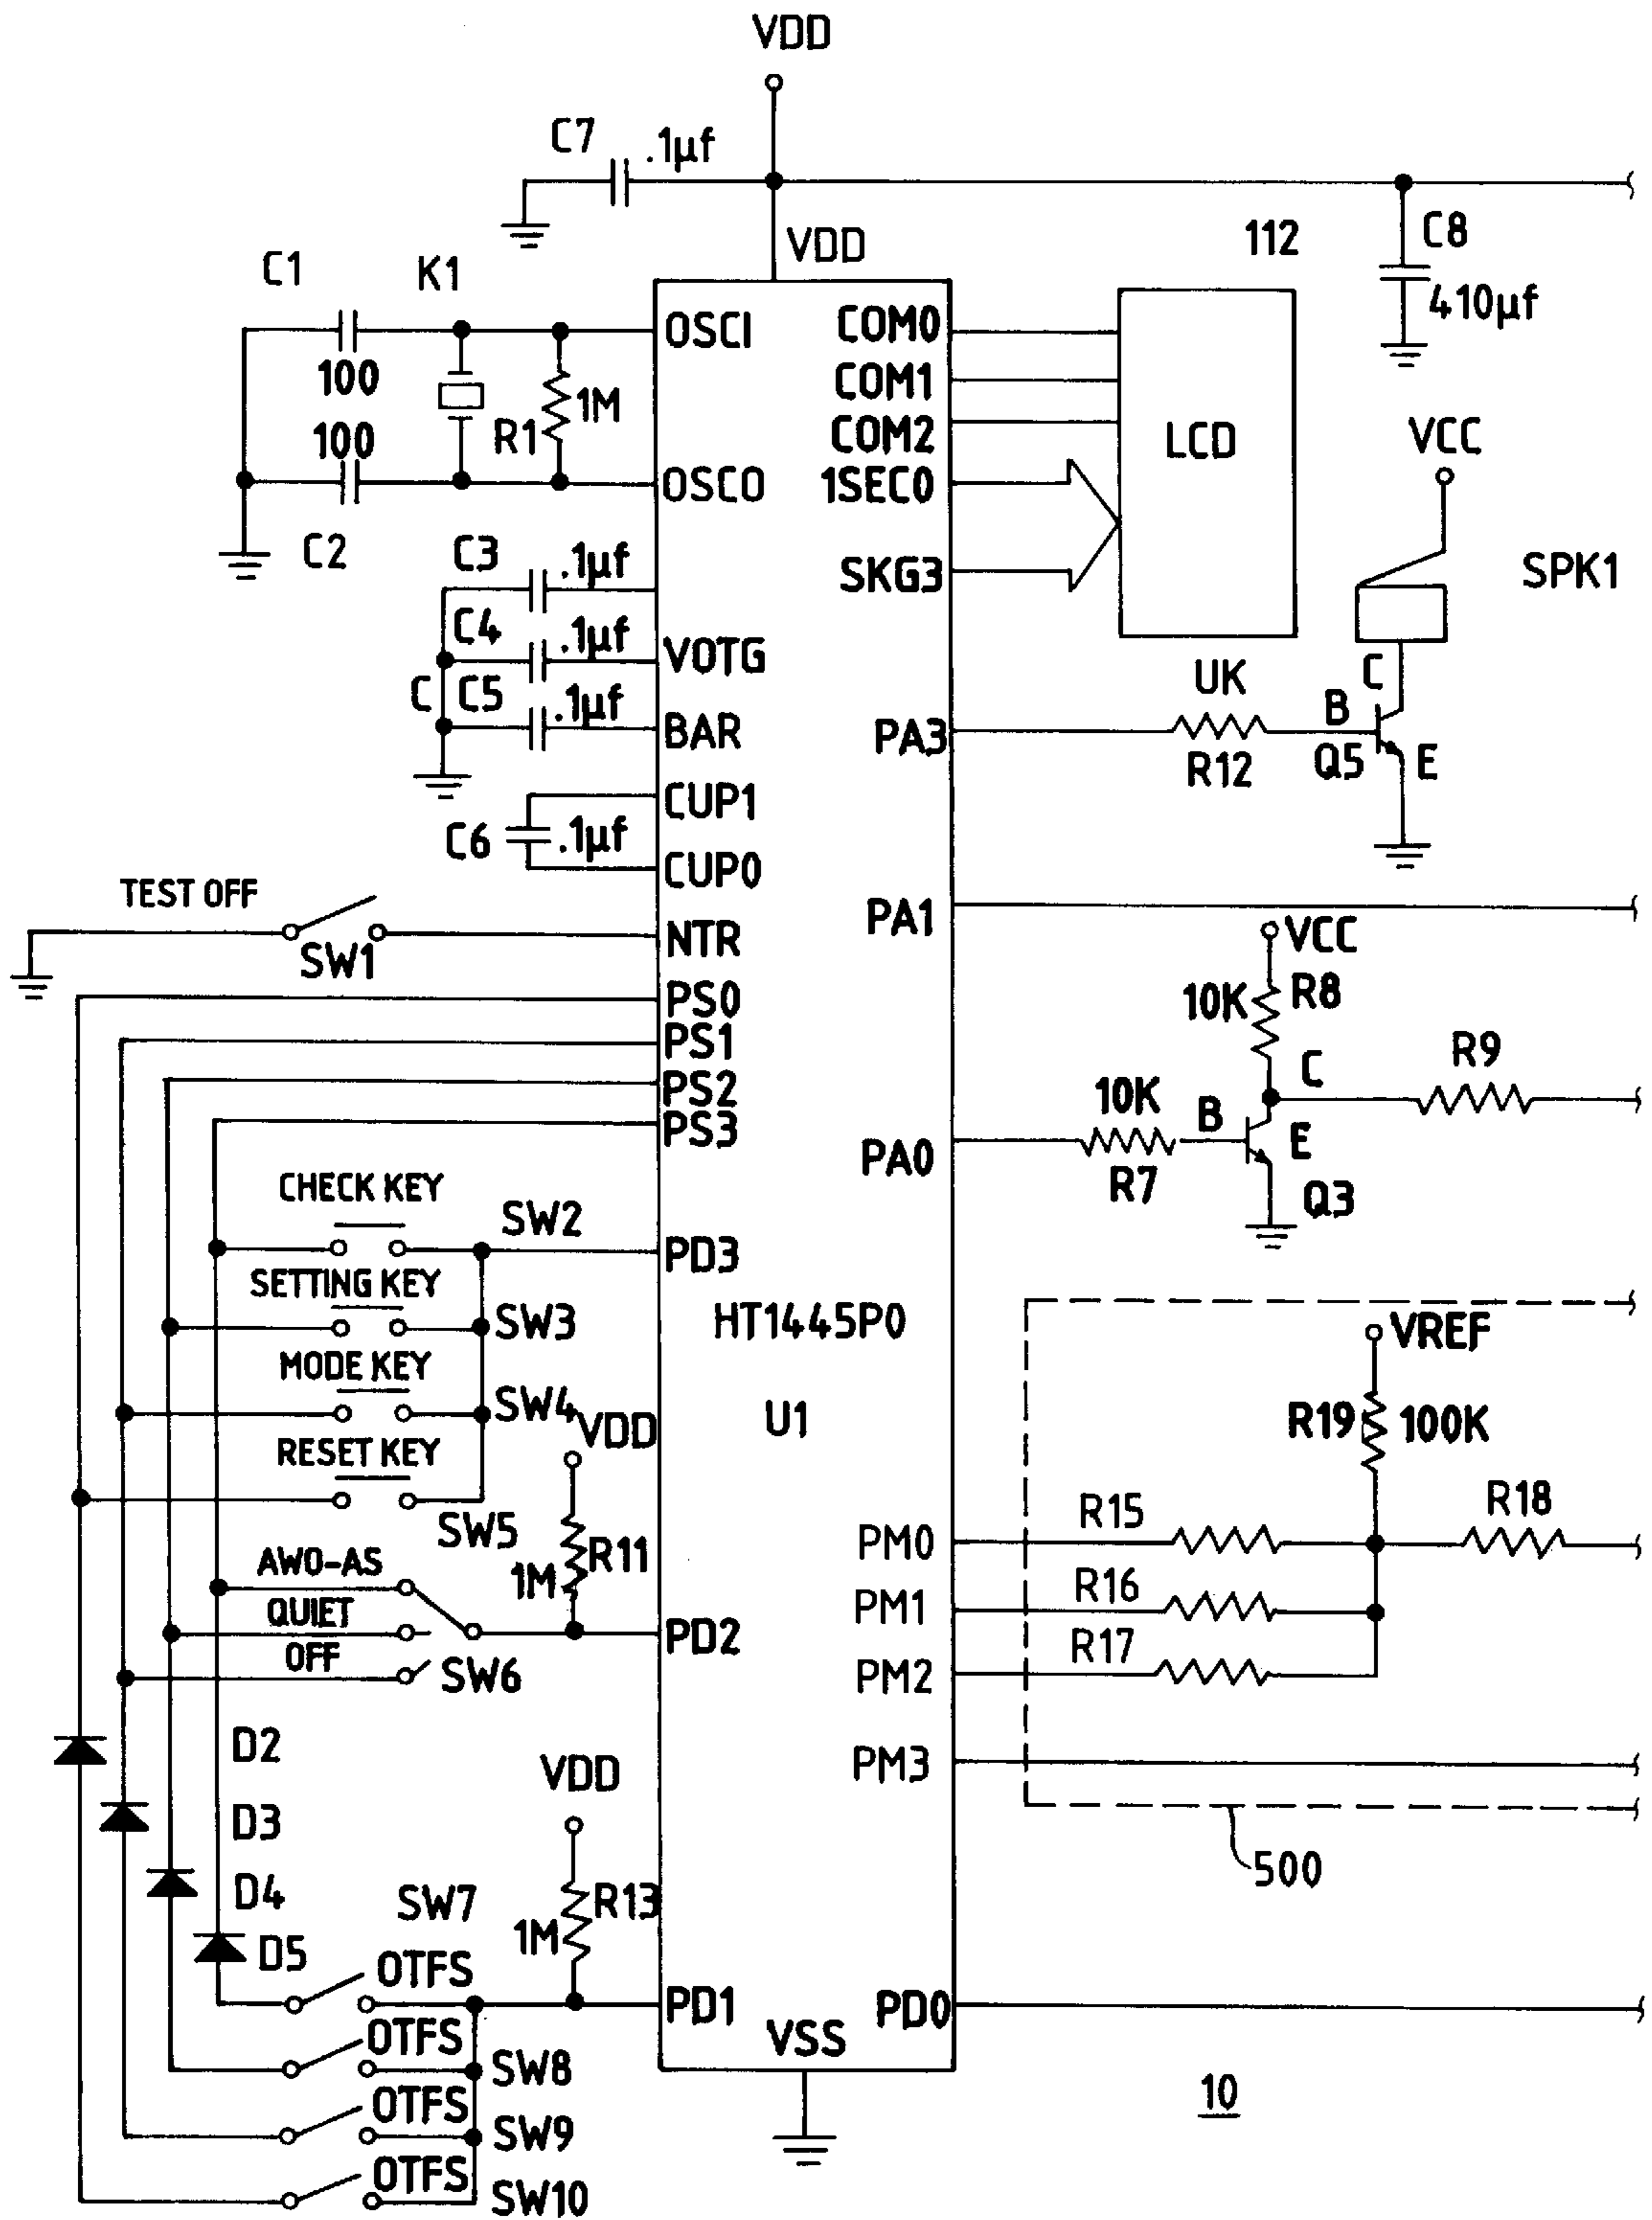 VDD
C7
.1µf
VDD
112
C8
410µf
C1
K1
OSCI
COM0
100
COM1
1M
R1
100
COM2
LCD
VCC
OSCO
1SEC0
C2
C3
.1µf
SKG3
SPK1
C4
.1µf
VOTG
UK
C
C
C5
.1µf
BAR
PA3
B
R12
Q5
E
CUP1
C6
.1µf
CUP0
TEST OFF
PA1
SW1
NTR
VCC
PS0
10K
R8
PS1
R9
PS2
C
10K
PS3
B
PA0
E
R7
CHECK KEY
Q3
SW2
PD3
SETTING KEY
SW3
HT1445P0
VREF
MODE KEY
SW4
VDD
U1
R19
100K
RESET KEY
SW5
R15
R18
PM0
AWO-AS
R11
1M
R16
QUIET
PM1
OFF
PD2
R17
SW6
PM2
D2
VDD
PM3
D3
500
D4
SW7
R13
1M
D5
OTFS
PD1
PD0
OTFS
VSS
SW8
10
OTFS
SW9
OTFS
SW10